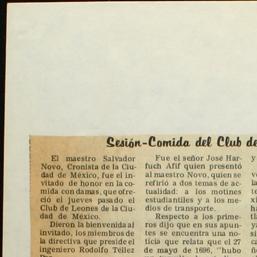 Sesión-Comida del Club de
El maestro Salvador
Novo, Cronista de la Ciu-
dad de México, fue el in-
vitado de honor en la co-
mida con damas, que ofre-
ció el jueves pasado el
Club de Leones de la Ciu-
dad de México.
Dieron la bienvenida al
invitado, los miembros de
la directiva que preside el
ingeniero Rodolfo Téllez
Fue el señor José Har-
fuch Afif quien presentó
al maestro Novo, quien se
refirió a dos temas de ac-
tualidad: a los motines
estudiantiles y a los me-
dios de transporte.
Respecto a los prime-
ros dijo que en sus apun-
tes se encuentra una no-
ticia que relata que el 27
de mayo de 1696, "hubo